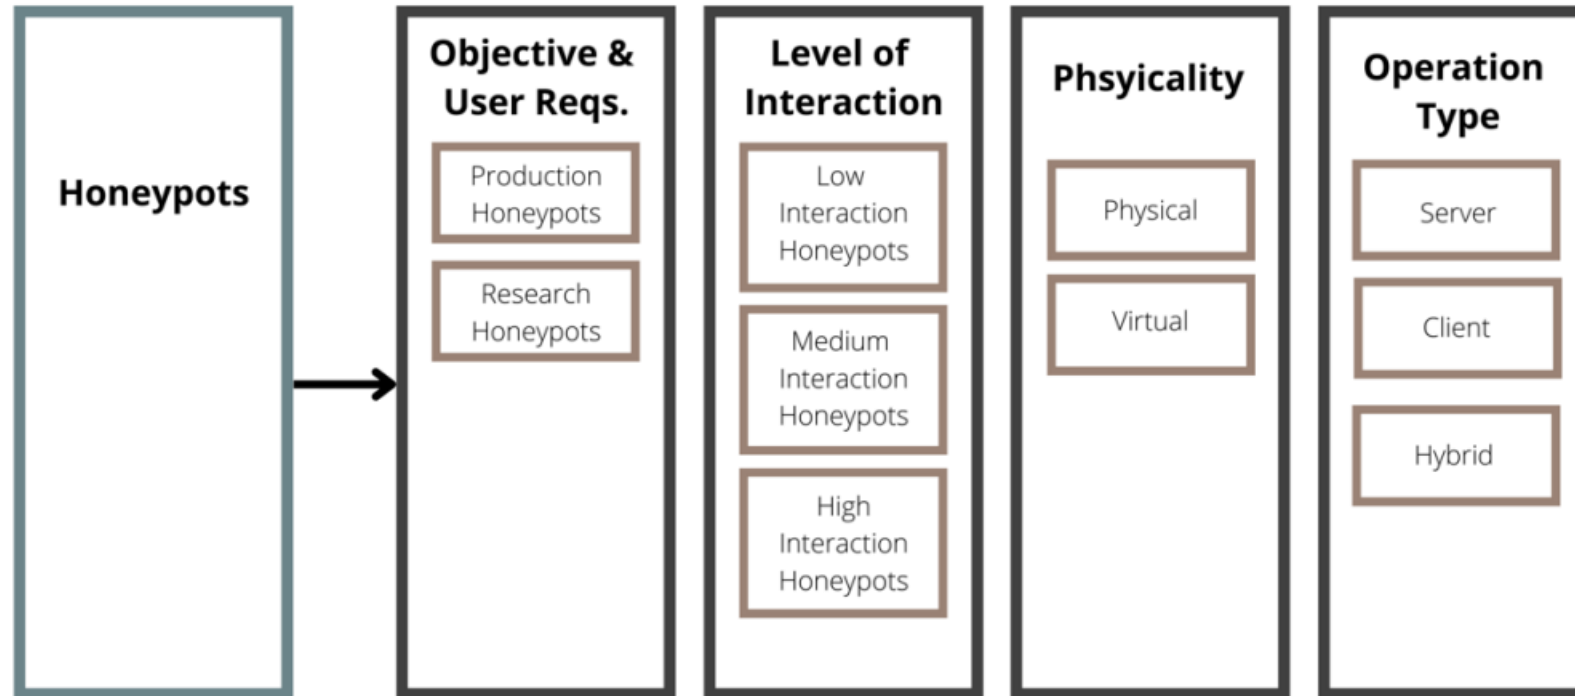 Honeypots
Objective &
User Reqs.
Production
Honeypots
Research
Honeypots
Level of
Interaction
Low
Interaction
Honeypots
Medium
Interaction
Honeypots
High
Interaction
Honeypots
Phsyicality
Physical
Virtual
Operation
Type
Server
Client
Hybrid